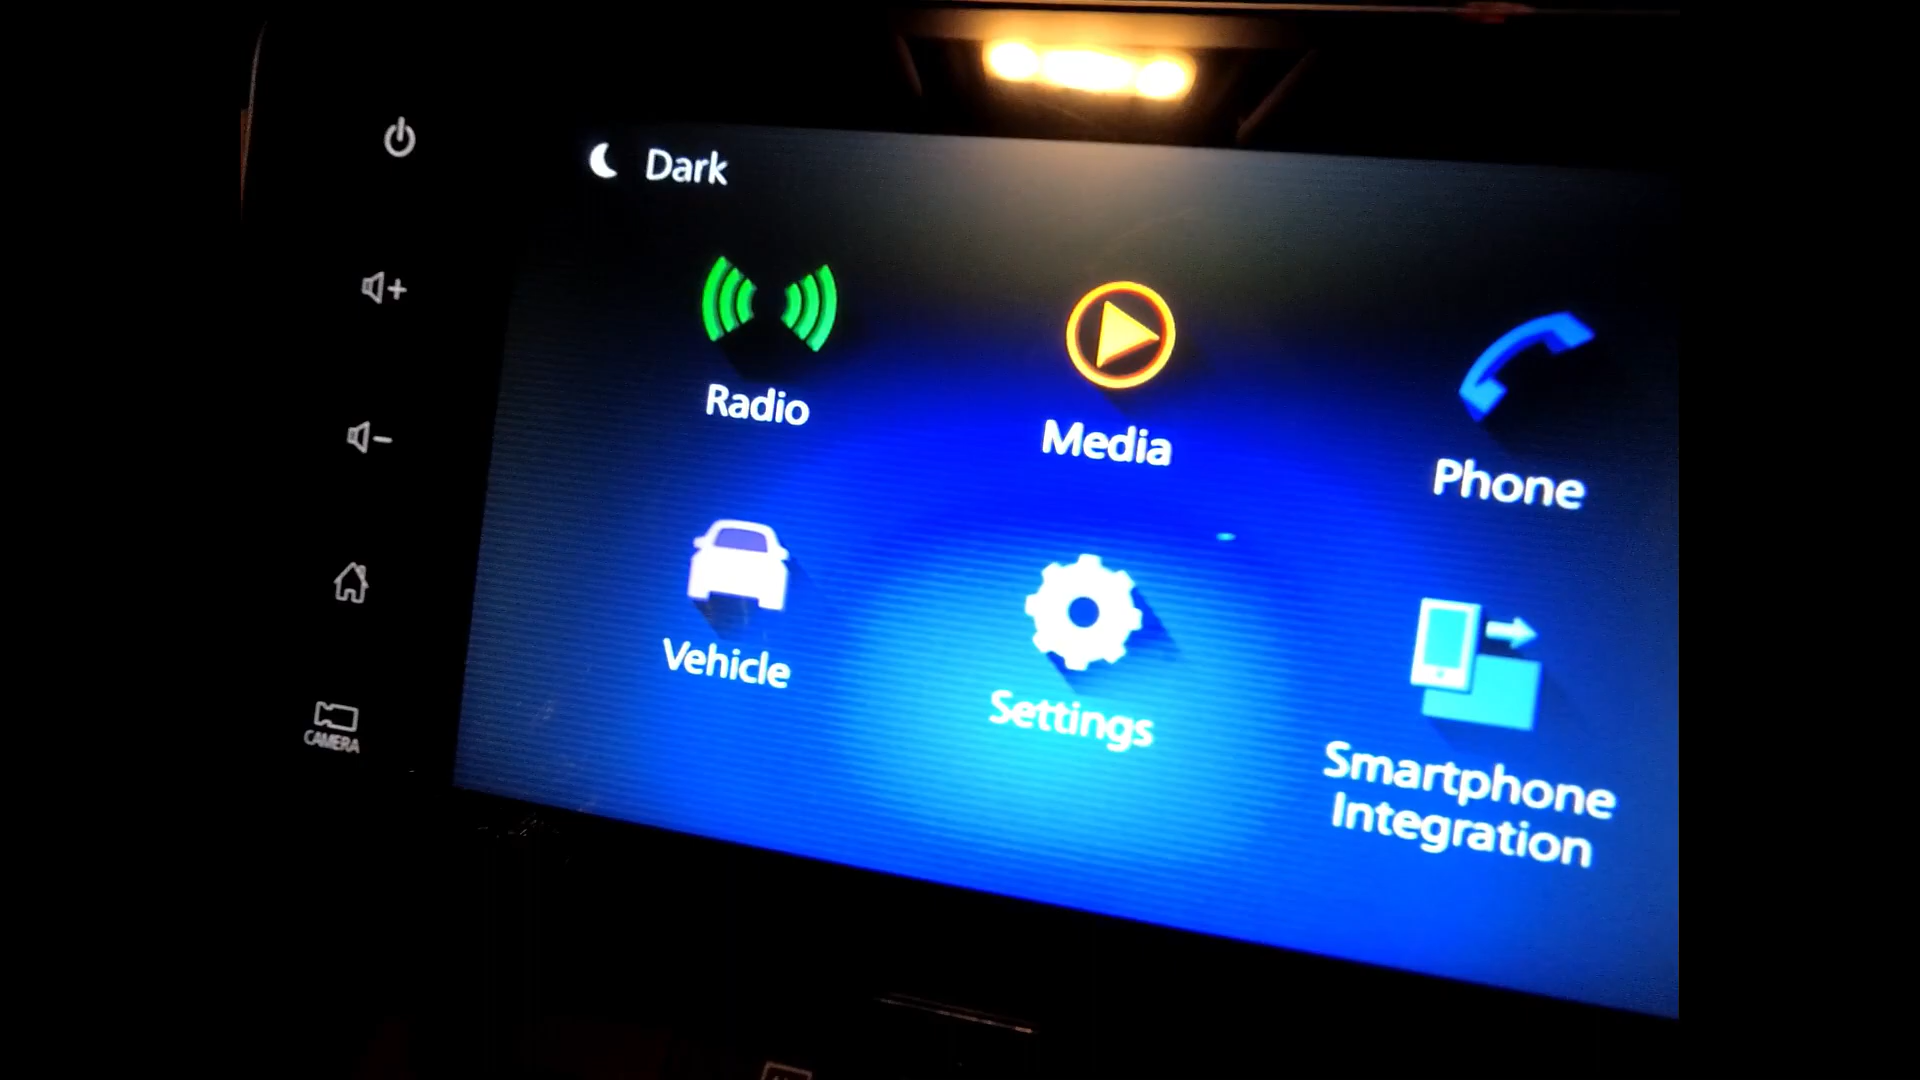 Dark
Radio
Media
Phone
Vehicle
Settings
Smartphone
Integration
CAMERA